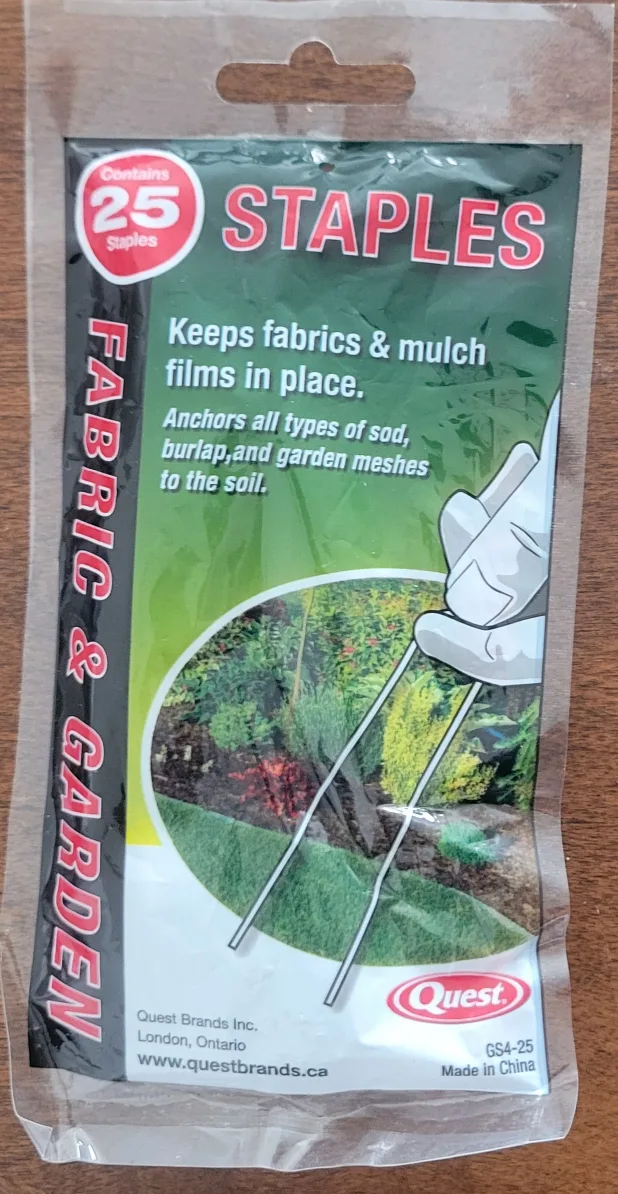 Contains
25
Staples
STAPLES
FABRIC & GARDEN
Keeps fabrics & mulch
films in place.
Anchors all types of sod,
burlap,and garden meshes
to the soil.
Quest®
Quest Brands Inc.
London, Ontario
www.questbrands.ca
GS4-25
Made in China